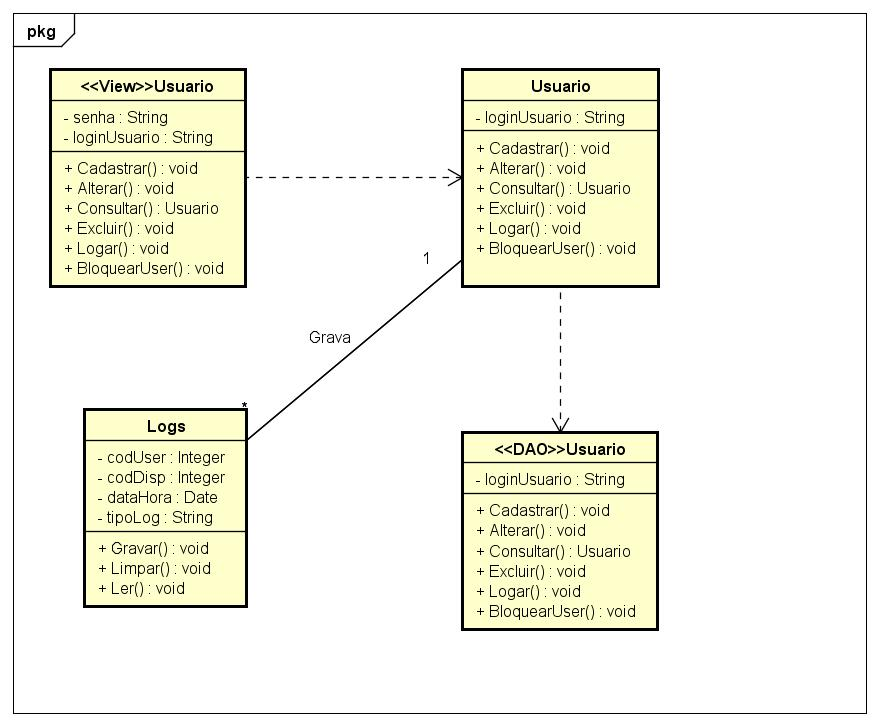 pkg
<<View>>Usuario
- senha : String
- loginUsuario : String
+ Cadastrar() : void
+ Alterar() : void
+ Consultar() : Usuario
+ Excluir() : void
+ Logar() : void
+ BloquearUser() : void
Usuario
- loginUsuario : String
+ Cadastrar() : void
+ Alterar() : void
+ Consultar() : Usuario
+ Excluir() : void
+ Logar() : void
+ BloquearUser() : void
1
Grava
*
Logs
- codUser : Integer
- codDisp : Integer
- dataHora : Date
- tipoLog : String
+ Gravar() : void
+ Limpar() : void
+ Ler() : void
<<DAO>>Usuario
- loginUsuario : String
+ Cadastrar() : void
+ Alterar() : void
+ Consultar() : Usuario
+ Excluir() : void
+ Logar() : void
+ BloquearUser() : void